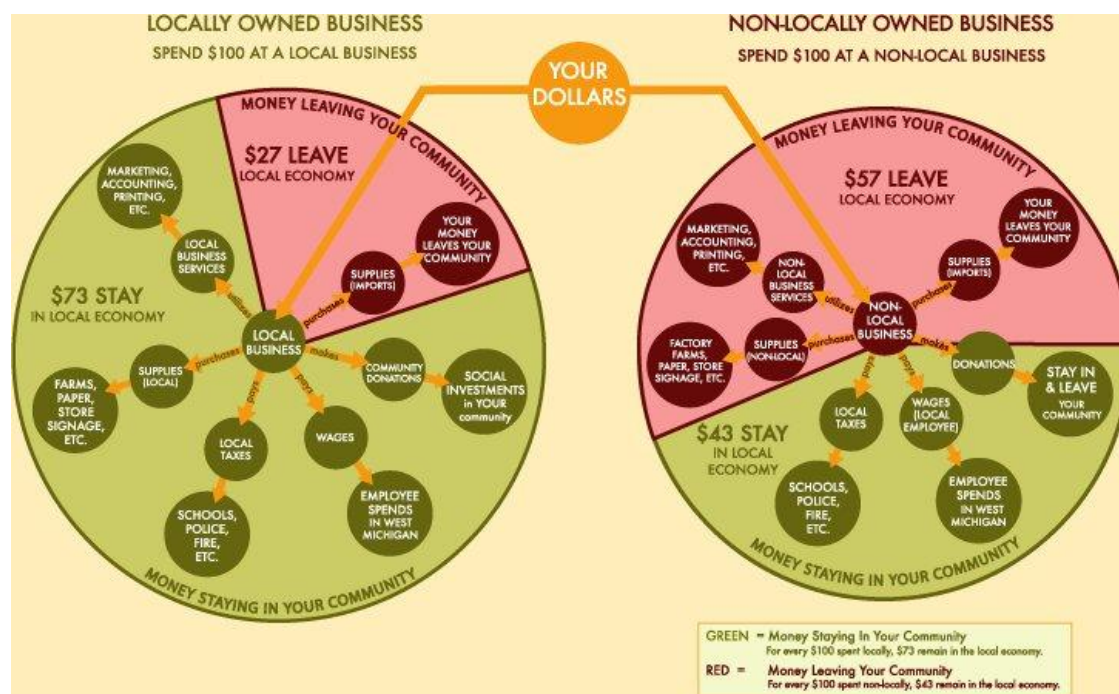 LOCALLY OWNED BUSINESS
SPEND $100 AT A LOCAL BUSINESS
NON-LOCALLY OWNED BUSINESS
SPEND $100 AT A NON-LOCAL BUSINESS
YOUR
DOLLARS
MONEY LEAVING YOUR COMMUNITY
$27 LEAVE
LOCAL ECONOMY
MARKETING,
ACCOUNTING,
PRINTING,
ETC.
LOCAL
BUSINESS
SERVICES
utilizes
YOUR
MONEY
LEAVES YOUR
COMMUNITY
SUPPLIES
(IMPORTS)
purchases
$73 STAY
IN LOCAL ECONOMY
LOCAL
BUSINESS
purchases
SUPPLIES
(LOCAL)
FARMS,
PAPER,
STORE
SIGNAGE,
ETC.
makes
COMMUNITY
DONATIONS
SOCIAL
INVESTMENTS
in YOUR
community
pays
LOCAL
TAXES
SCHOOLS,
POLICE,
FIRE,
ETC.
pays
WAGES
EMPLOYEE
SPENDS
IN WEST
MICHIGAN
MONEY STAYING IN YOUR COMMUNITY
MONEY LEAVING YOUR COMMUNITY
$57 LEAVE
LOCAL ECONOMY
MARKETING,
ACCOUNTING,
PRINTING,
ETC.
NON-
LOCAL
BUSINESS
SERVICES
utilizes
YOUR
MONEY
LEAVES YOUR
COMMUNITY
SUPPLIES
(IMPORTS)
purchases
NON-
LOCAL
BUSINESS
purchases
SUPPLIES
(NON-LOCAL)
FACTORY
FARMS,
PAPER, STORE
SIGNAGE, ETC.
makes
DONATIONS
STAY IN
& LEAVE
YOUR
COMMUNITY
$43 STAY
IN LOCAL
ECONOMY
pays
LOCAL
TAXES
SCHOOLS,
POLICE,
FIRE,
ETC.
pays
WAGES
(LOCAL
EMPLOYEE)
EMPLOYEE
SPENDS
IN WEST
MICHIGAN
MONEY STAYING IN YOUR COMMUNITY
GREEN = Money Staying In Your Community
For every $100 spent locally, $73 remain in the local economy.
RED = Money Leaving Your Community
For every $100 spent non-locally, $43 remain in the local economy.